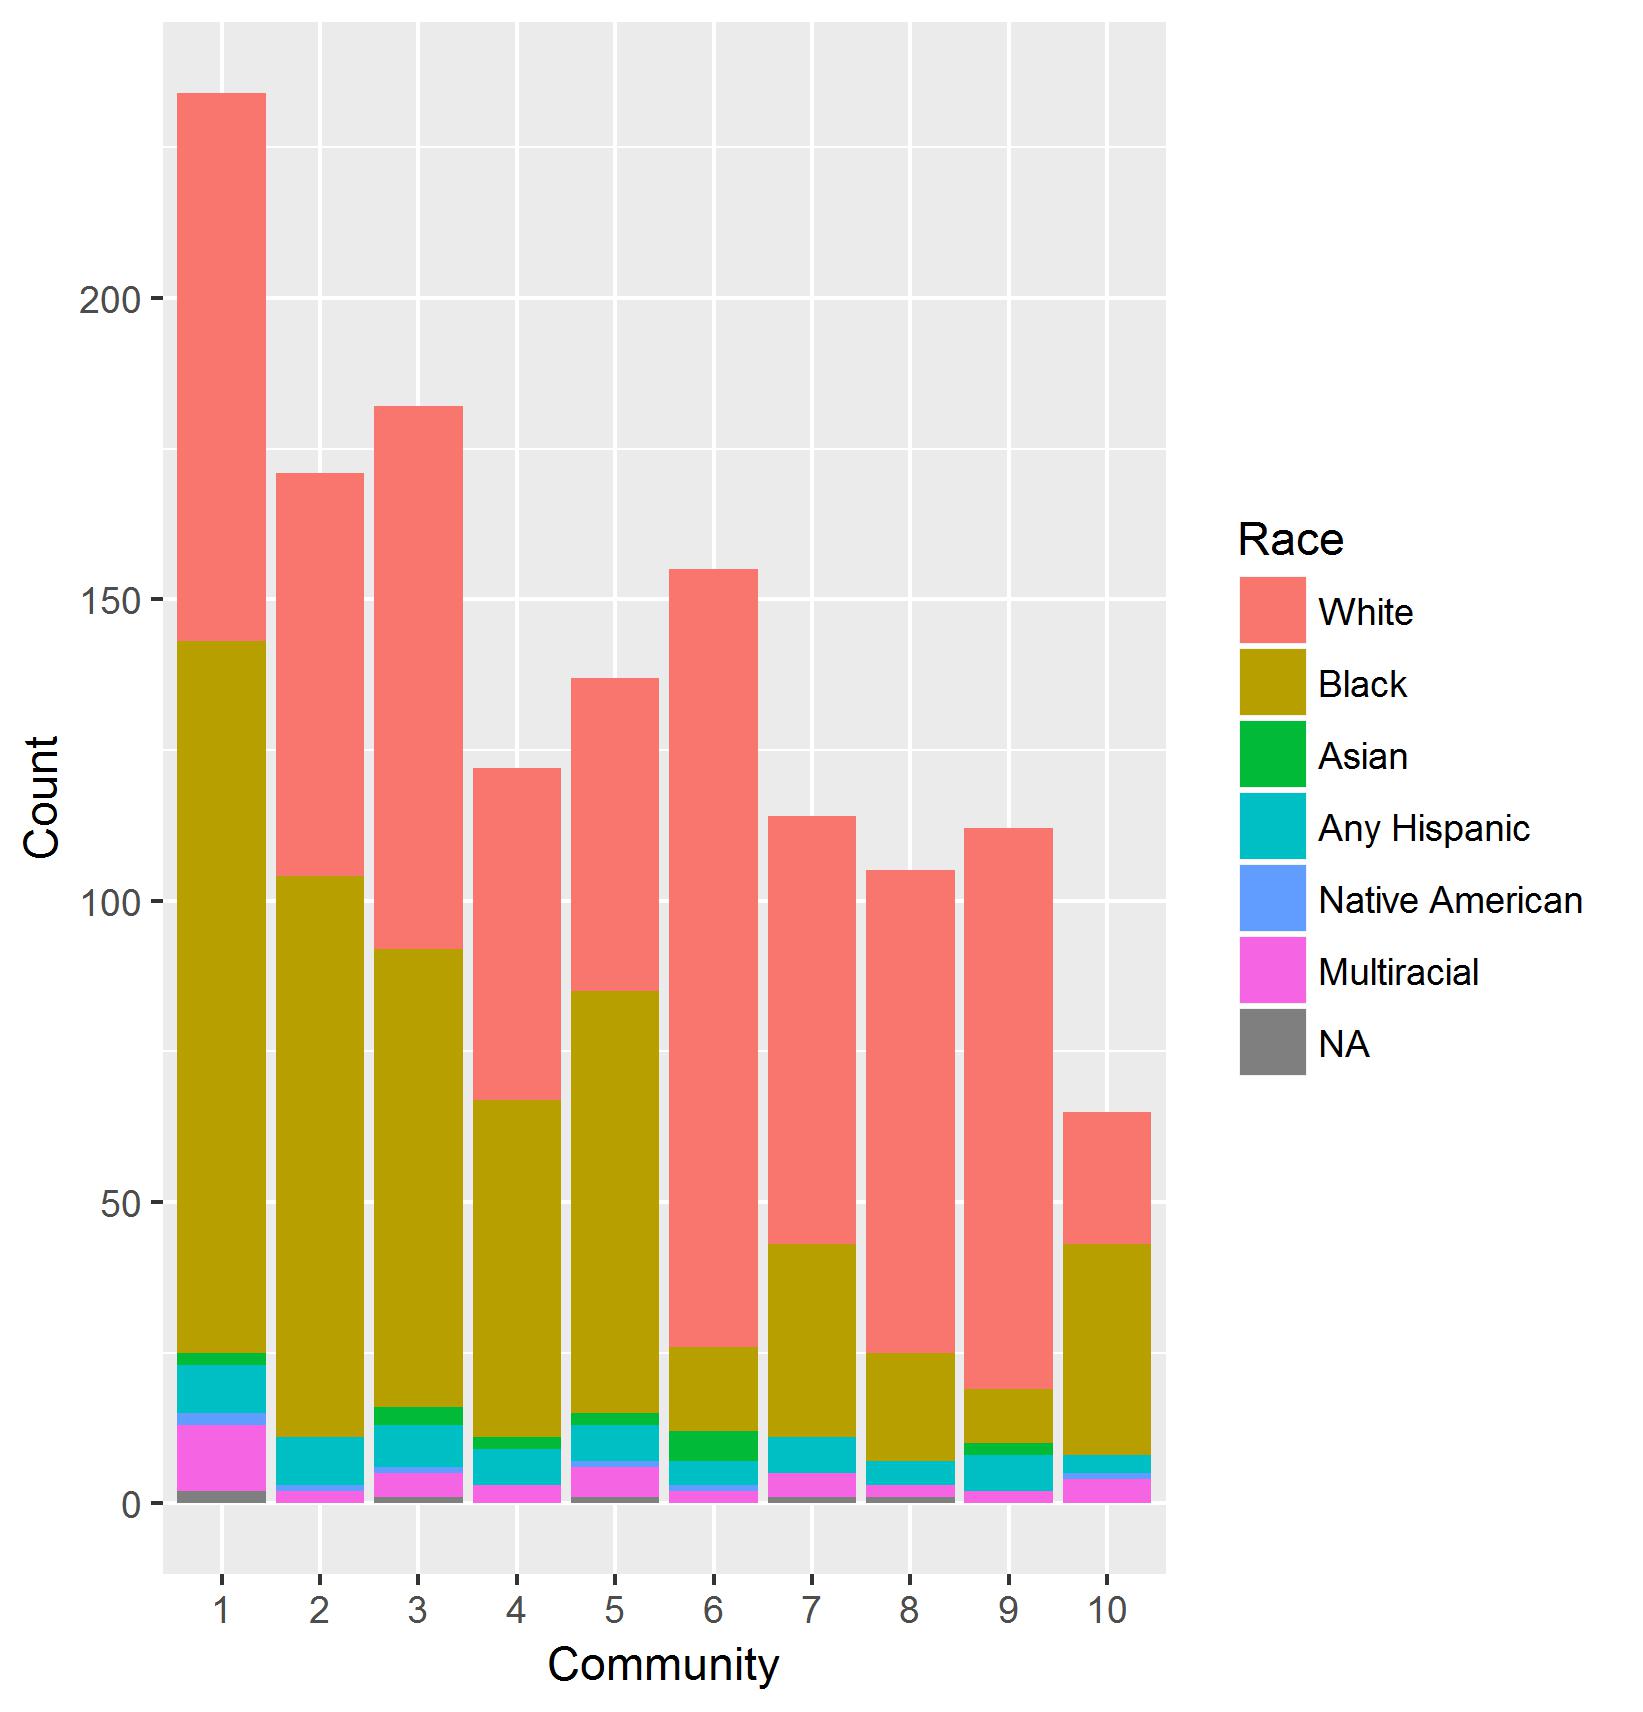 Count
200
150
100
50
0
1 2 3 4 5 6 7 8 9 10
Community
Race
White
Black
Asian
Any Hispanic
Native American
Multiracial
NA